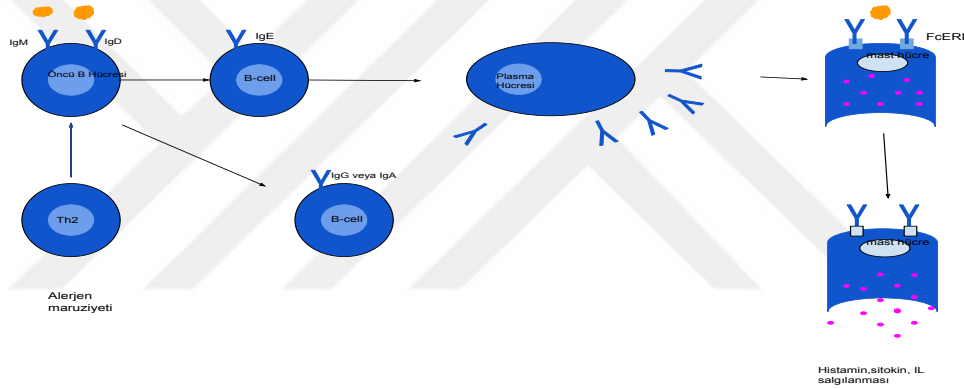 IgM
IgD
Öncü B Hücresi
IgE
B-cell
Plasma
Hücresi
FcERI
mast hücre
Th2
IgG veya IgA
B-cell
mast hücre
Alerjen
maruziyeti
Histamin,sitokin, IL
salgılanması